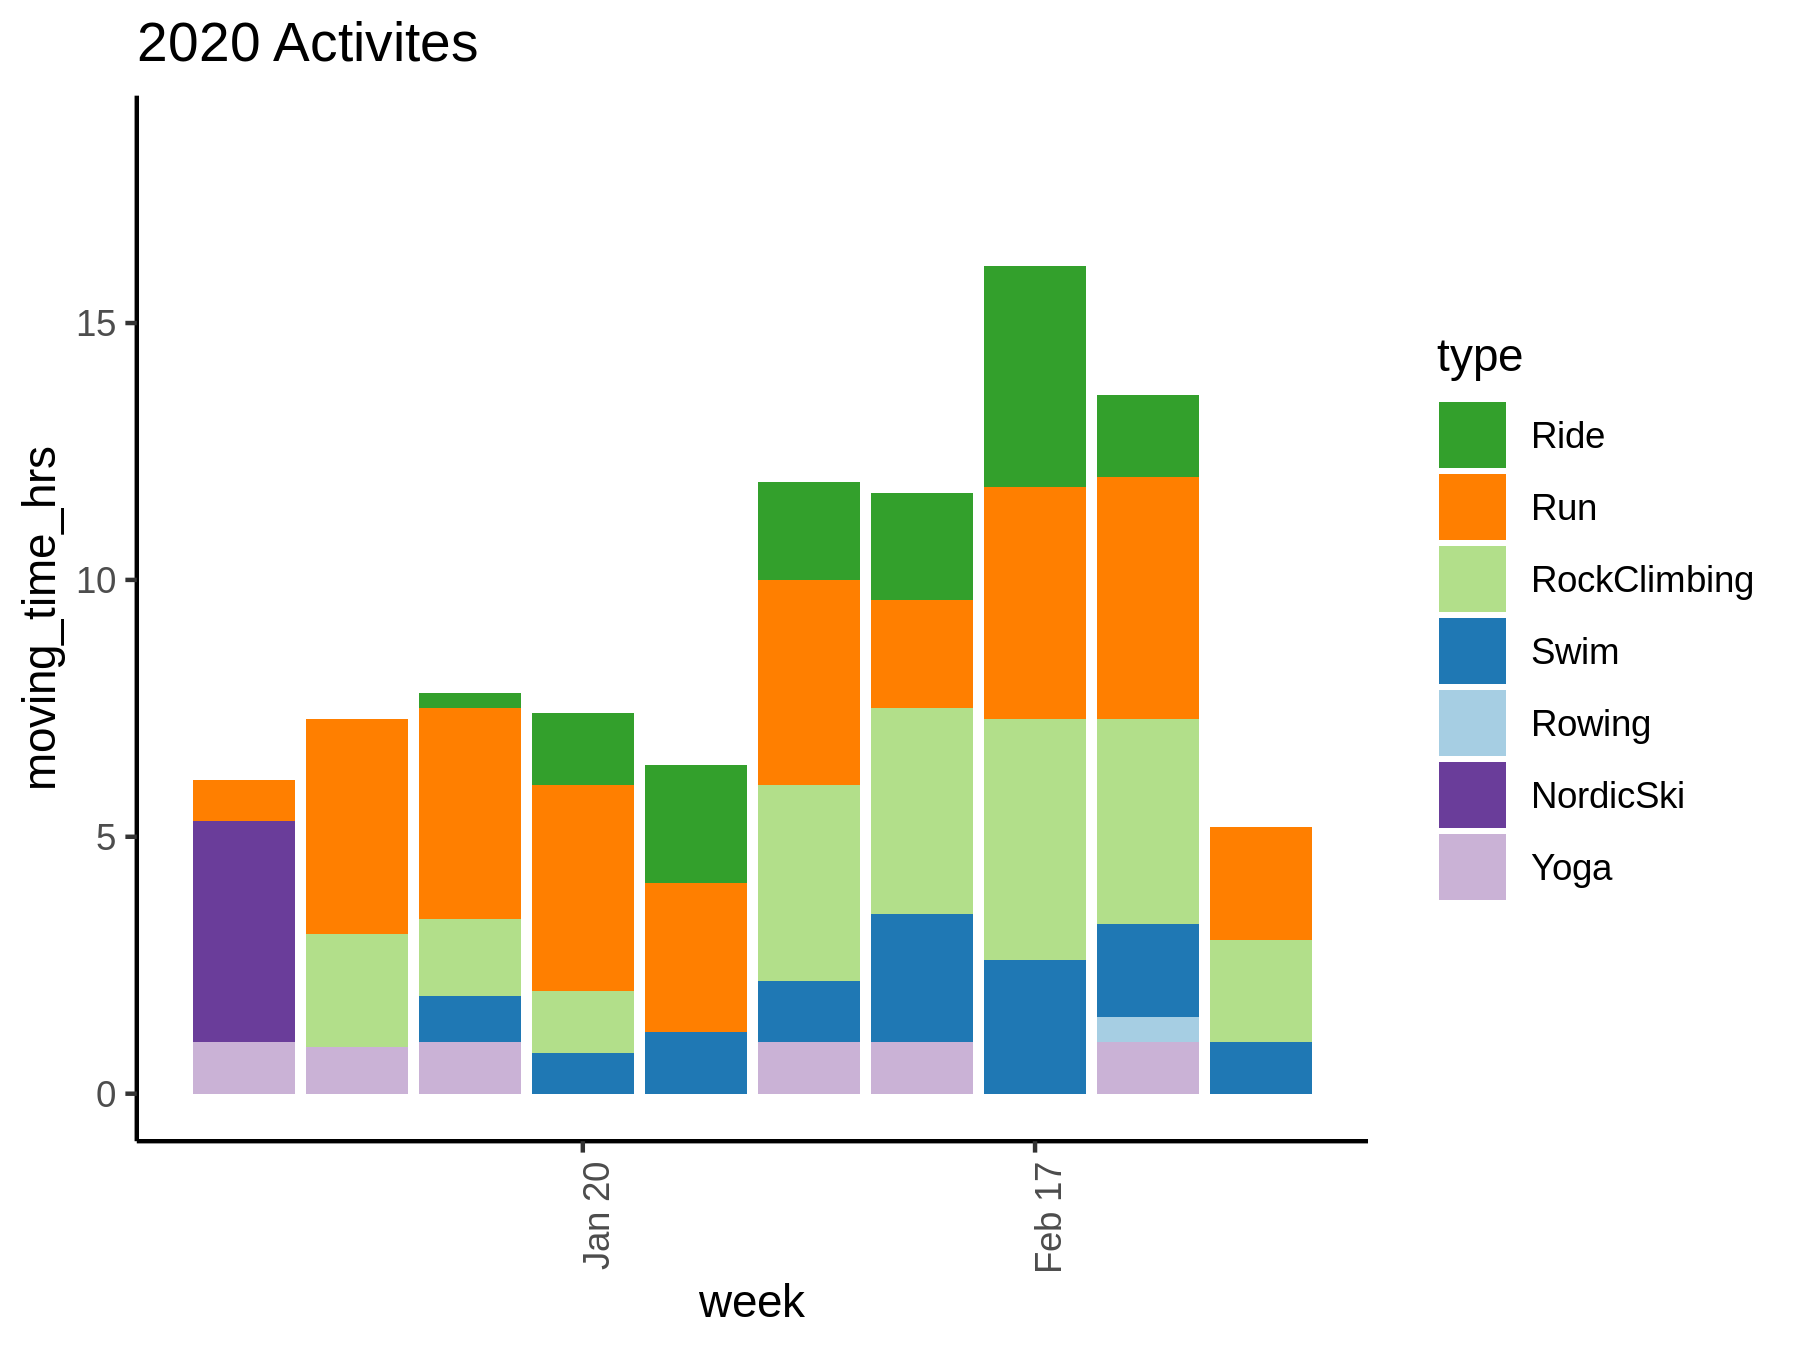 2020 Activites
moving_time_hrs
15
10
5
0
Jan 20
Feb 17
week
type
Ride
Run
RockClimbing
Swim
Rowing
NordicSki
Yoga